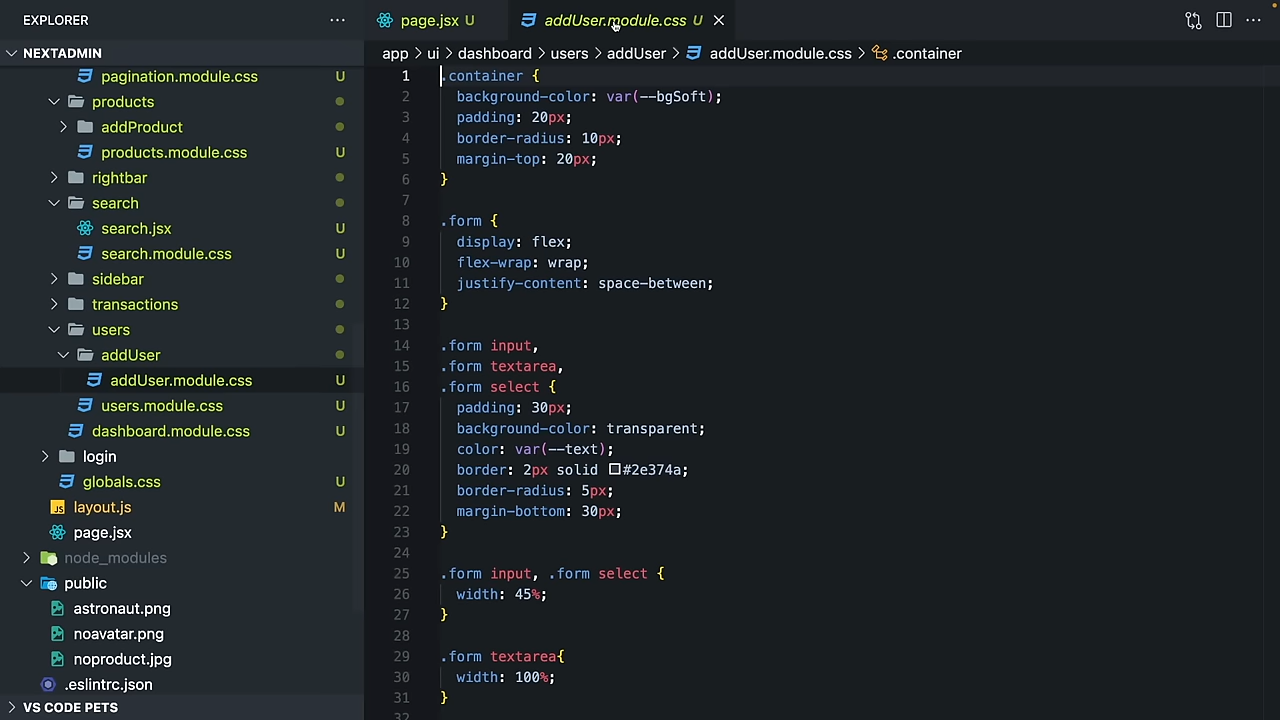 EXPLORER
NEXTADMIN
pagination.module.css U
products
addProduct
products.module.css U
rightbar
search
search.jsx U
search.module.css U
sidebar
transactions
users
addUser
addUser.module.css U
users.module.css U
dashboard.module.css U
login
globals.css U
JS layout.js M
page.jsx
node_modules
public
astronaut.png
noavatar.png
noproduct.jpg
.eslintrc.json
VS CODE PETS
page.jsx U
addUser.module.css U
app > ui > dashboard > users > addUser > addUser.module.css > .container
1 .container {
2 background-color: var(--bgSoft);
3 padding: 20px;
4 border-radius: 10px;
5 margin-top: 20px;
6 }
7
8 .form {
9 display: flex;
10 flex-wrap: wrap;
11 justify-content: space-between;
12 }
13
14 .form input,
15 .form textarea,
16 .form select {
17 padding: 30px;
18 background-color: transparent;
19 color: var(--text);
20 border: 2px solid #2e374a;
21 border-radius: 5px;
22 margin-bottom: 30px;
23 }
24
25 .form input, .form select {
26 width: 45%;
27 }
28
29 .form textarea{
30 width: 100%;
31 }
32